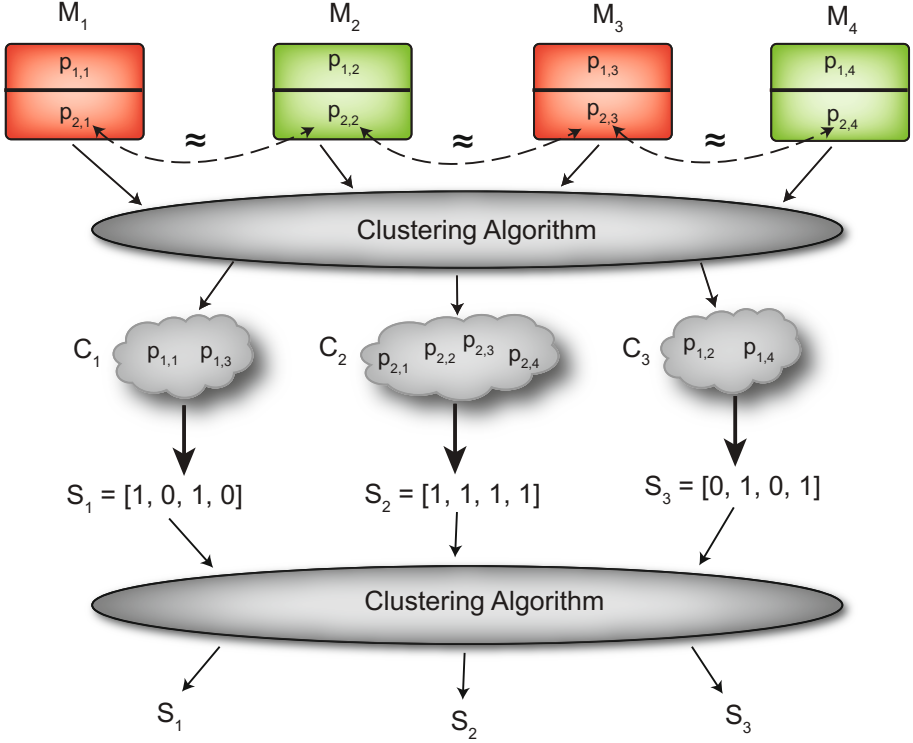 M1 M2 M3 M4
p1,1 p1,2 p1,3 p1,4
p2,1 p2,2 p2,3 p2,4
≈ ≈ ≈
Clustering Algorithm
C1 p1,1 p1,3
C2 p2,1 p2,2 p2,3 p2,4
C3 p1,2 p1,4
S1 = [1, 0, 1, 0]
S2 = [1, 1, 1, 1]
S3 = [0, 1, 0, 1]
Clustering Algorithm
S1 S2 S3